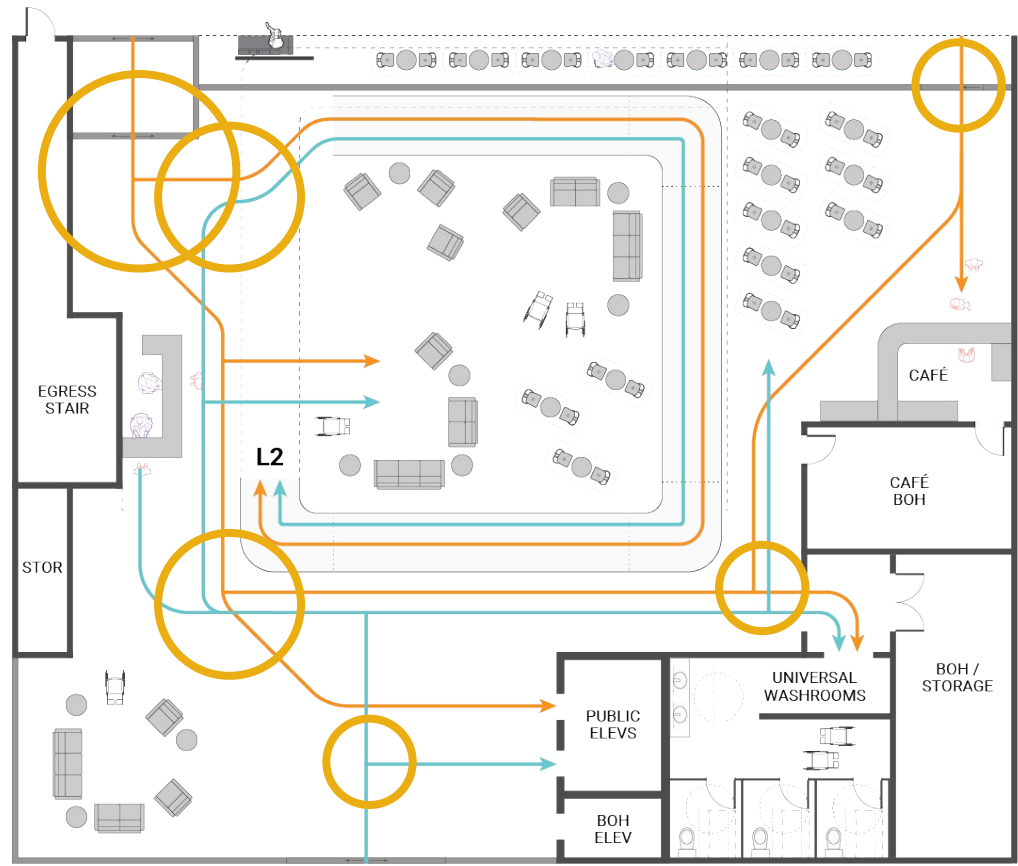 EGRESS
STAIR
CAFÉ
L2
CAFÉ
BOH
STOR
UNIVERSAL
WASHROOMS
BOH /
STORAGE
PUBLIC
ELEVS
BOH
ELEV